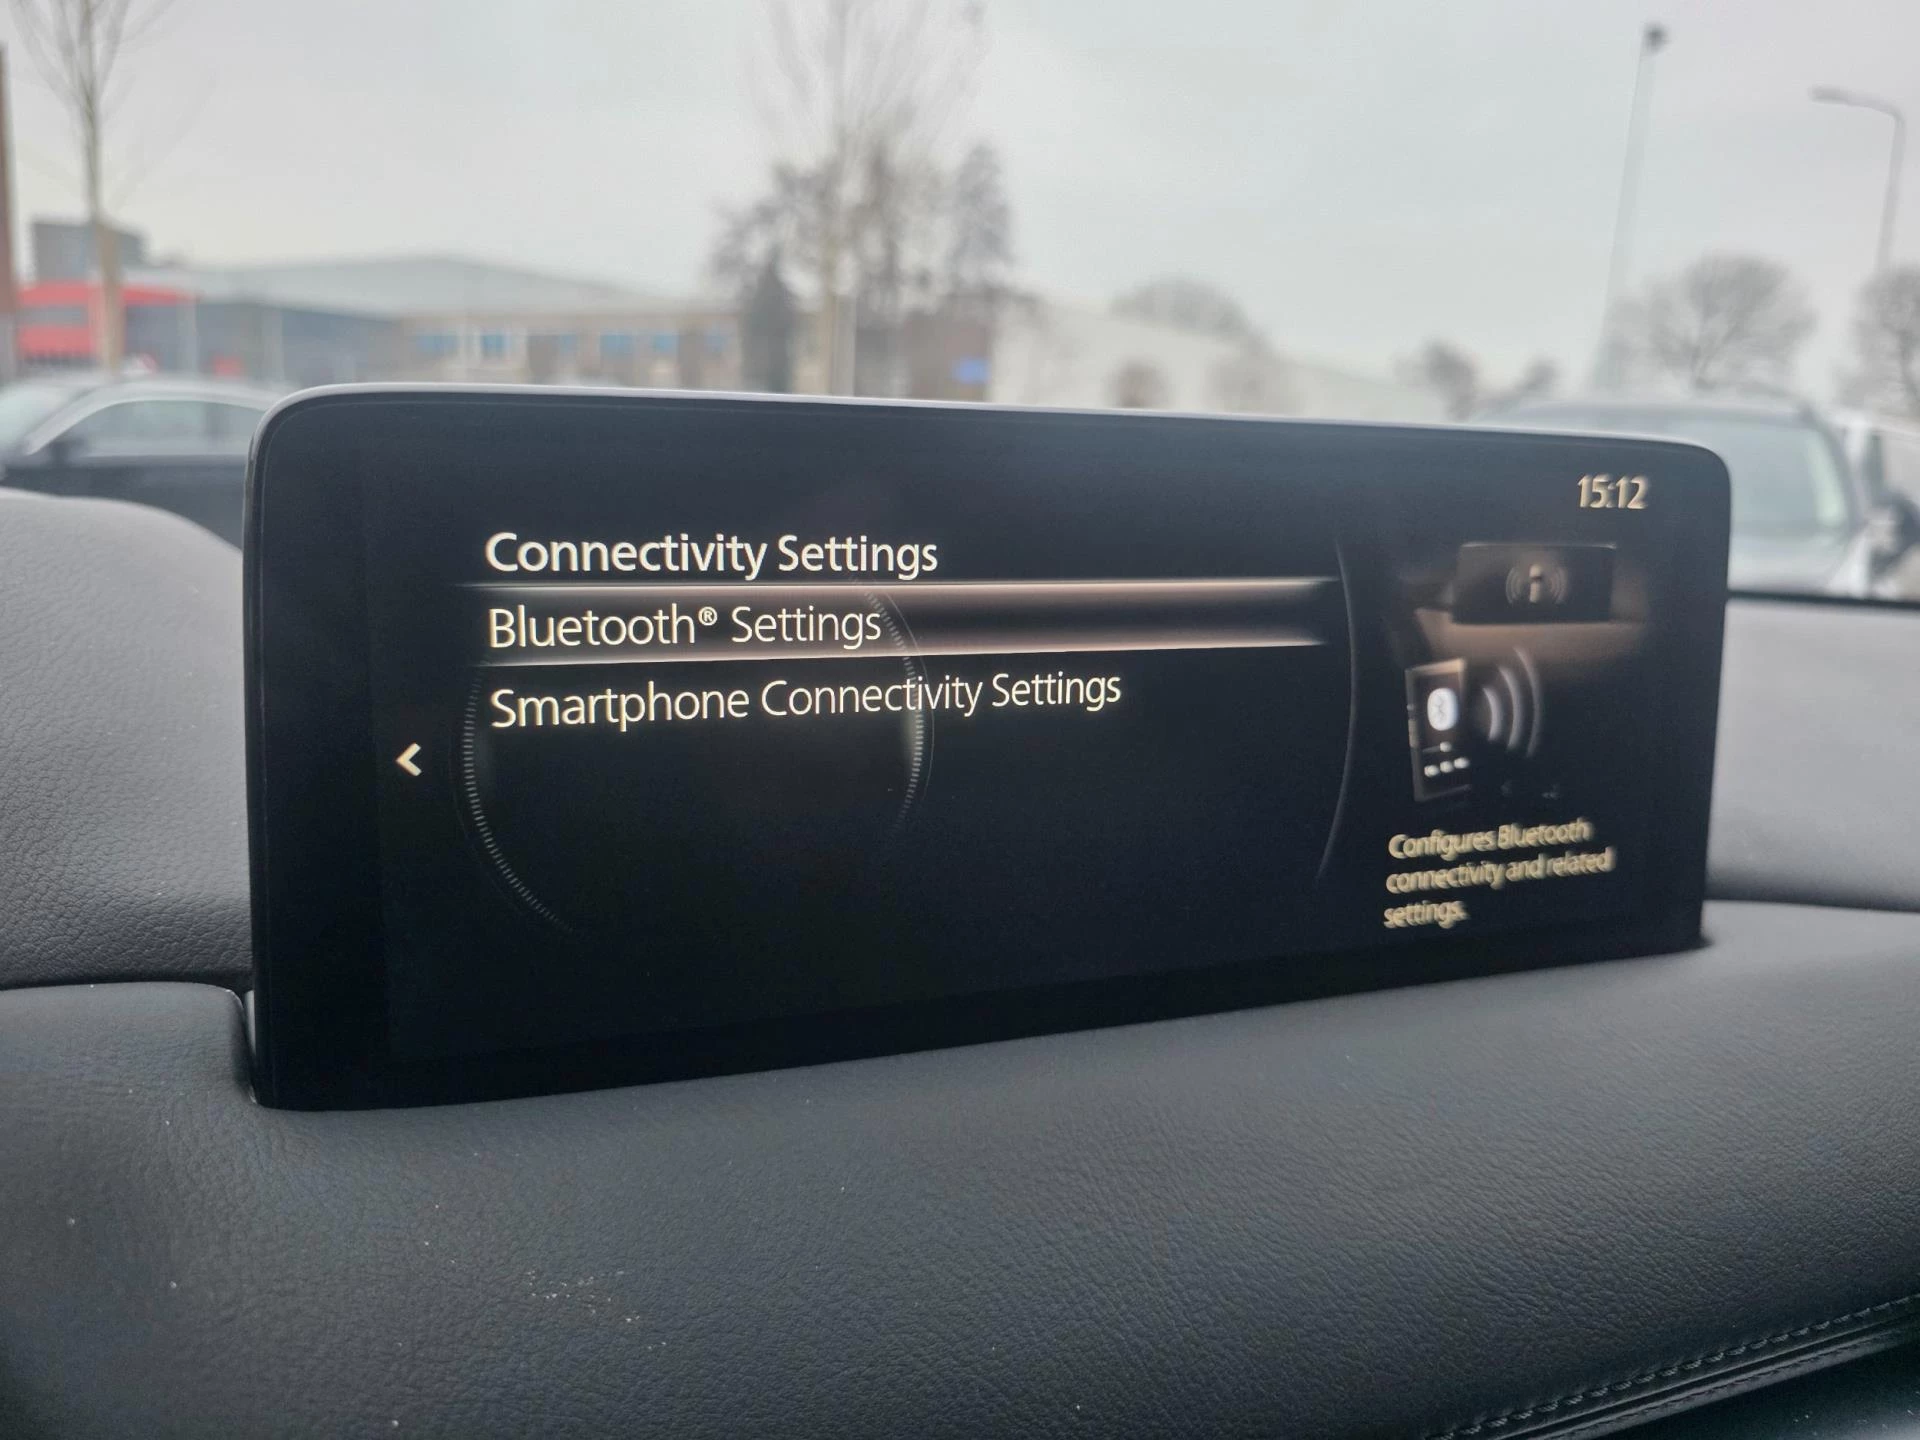 15:12
Connectivity Settings
Bluetooth® Settings
Smartphone Connectivity Settings
Configures Bluetooth
connectivity and related
settings.